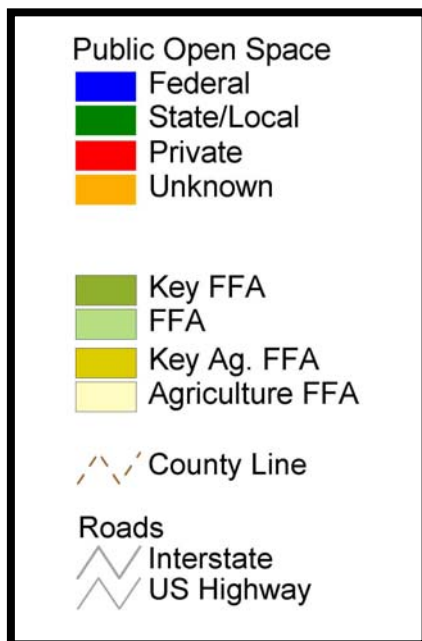 Public Open Space
Federal
State/Local
Private
Unknown
Key FFA
FFA
Key Ag. FFA
Agriculture FFA
County Line
Roads
Interstate
US Highway